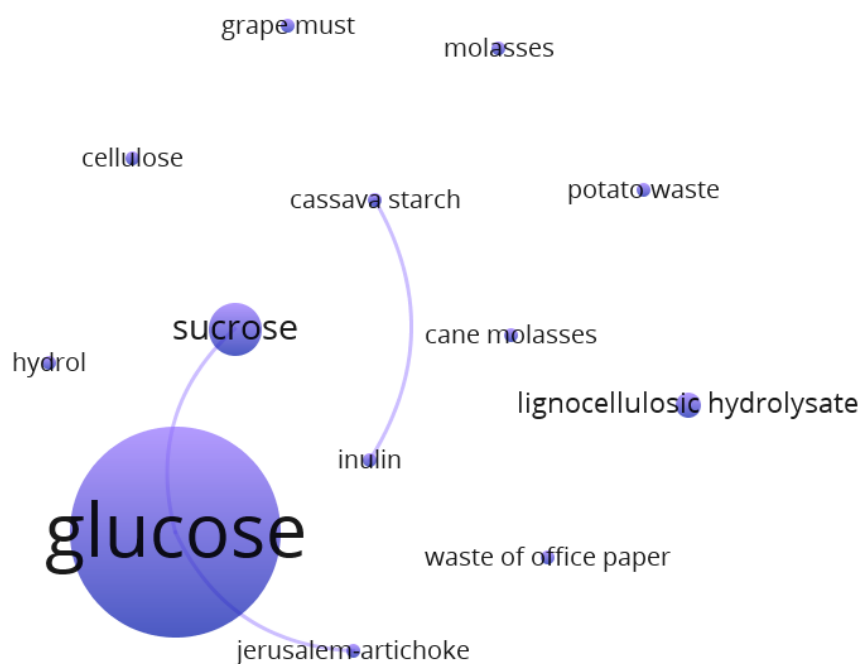 grape must
molasses
cellulose
cassava starch
potato waste
sucrose
cane molasses
hydrol
lignocellulosic hydrolysate
inulin
glucose
waste of office paper
jerusalem-artichoke